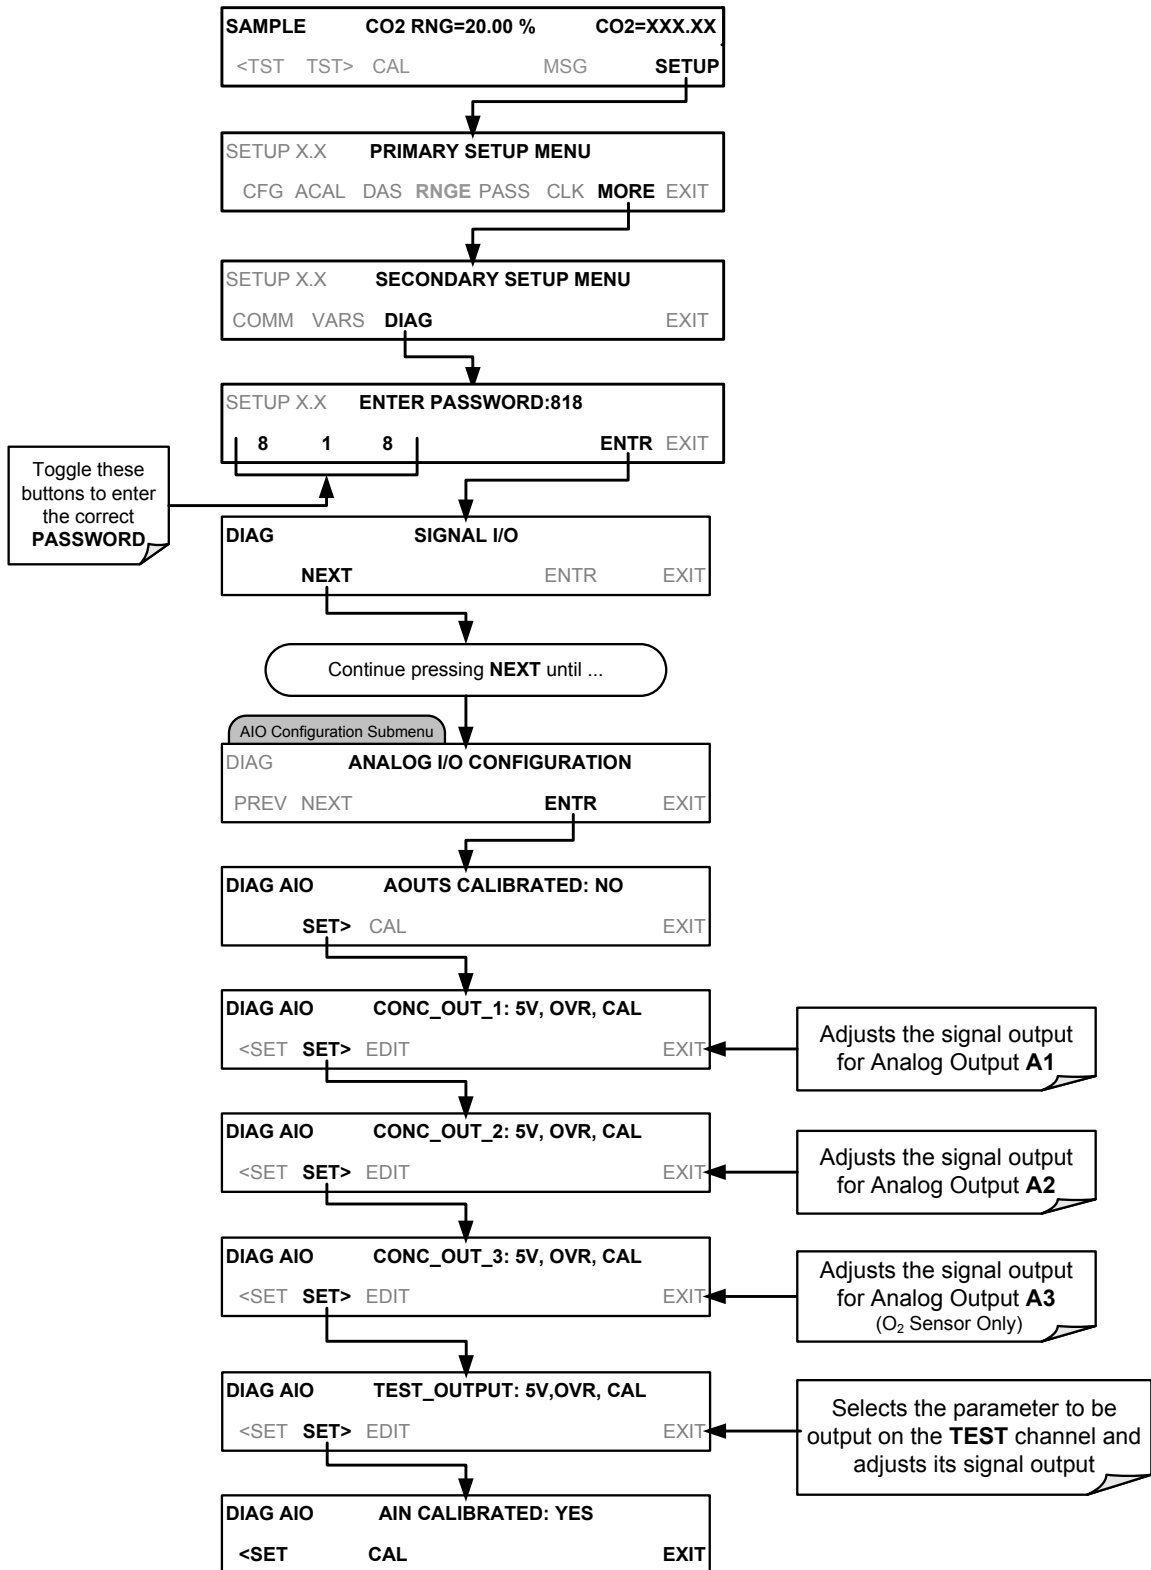 SAMPLE CO2 RNG=20.00 % CO2=XXX.XX
<TST TST> CAL MSG SETUP
SETUP X.X PRIMARY SETUP MENU
CFG ACAL DAS RNGE PASS CLK MORE EXIT
SETUP X.X SECONDARY SETUP MENU
COMM VARS DIAG EXIT
SETUP X.X ENTER PASSWORD:818
8 1 8 ENTR EXIT
Toggle these
buttons to enter
the correct
PASSWORD
DIAG SIGNAL I/O
NEXT ENTR EXIT
Continue pressing NEXT until ...
AIO Configuration Submenu
DIAG ANALOG I/O CONFIGURATION
PREV NEXT ENTR EXIT
DIAG AIO AOUTS CALIBRATED: NO
SET> CAL EXIT
DIAG AIO CONC_OUT_1: 5V, OVR, CAL
<SET SET> EDIT EXIT
Adjusts the signal output
for Analog Output A1
DIAG AIO CONC_OUT_2: 5V, OVR, CAL
<SET SET> EDIT EXIT
Adjusts the signal output
for Analog Output A2
DIAG AIO CONC_OUT_3: 5V, OVR, CAL
<SET SET> EDIT EXIT
Adjusts the signal output
for Analog Output A3
(O₂ Sensor Only)
DIAG AIO TEST_OUTPUT: 5V,OVR, CAL
<SET SET> EDIT EXIT
Selects the parameter to be
output on the TEST channel and
adjusts its signal output
DIAG AIO AIN CALIBRATED: YES
<SET CAL EXIT